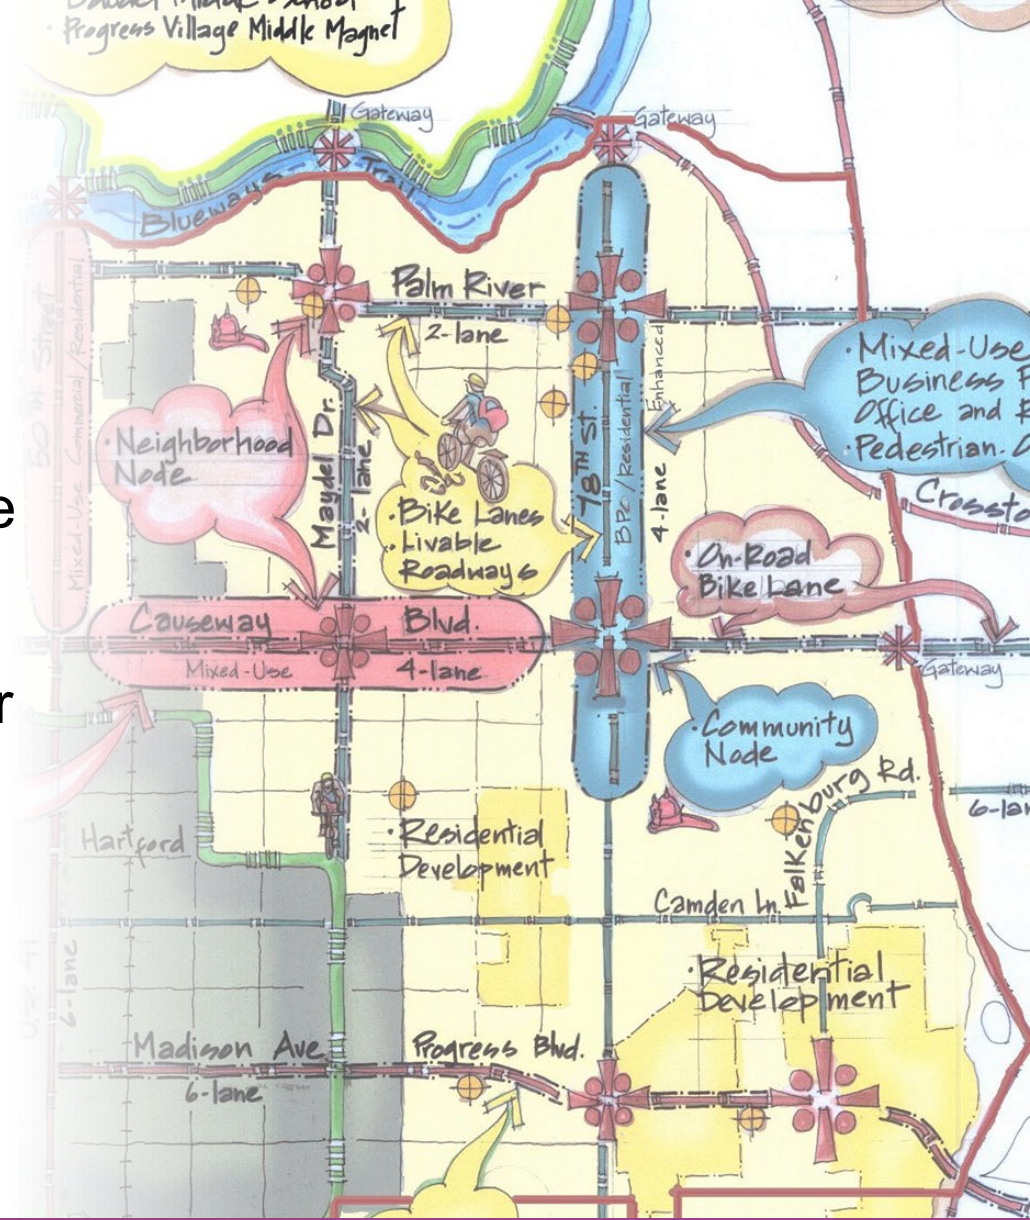 · Progress Village Middle Magnet
Gateway
Gateway
Blueways
Trail
50TH Street
Mixed-Use Commercial/Residential
Palm River
2-lane
Enhanced
· Mixed-Use
Business
Office and
· Pedestrian.
· Neighborhood
Node
Maydel Dr.
2-lane
78TH St.
BPO /Residential
4-lane
e
· Bike Lanes
· Livable
Roadways
· On-Road
Bike Lane
Causeway Blvd.
Mixed-Use 4-lane
Gateway
r
· Community
Node
Falkenburg Rd.
6-lan
Hartford
· Residential
Development
Camden Ln.
U.S. 41
6-lane
· Residential
Development
Madison Ave
6-lane
Progress Blvd.